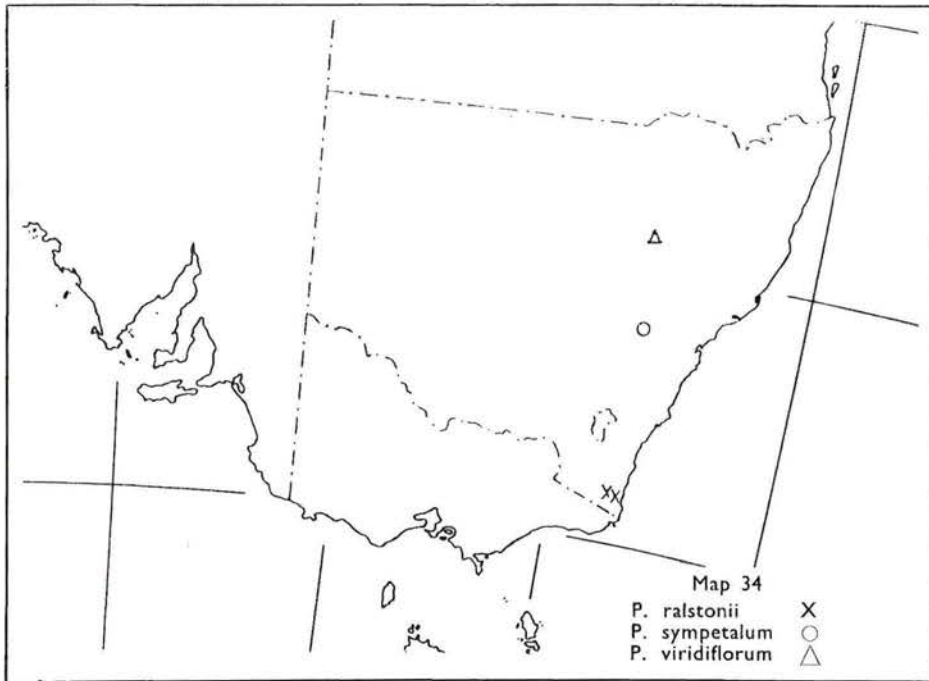 Map 34
P. ralstonii X
P. sympetalum ○
P. viridiflorum △